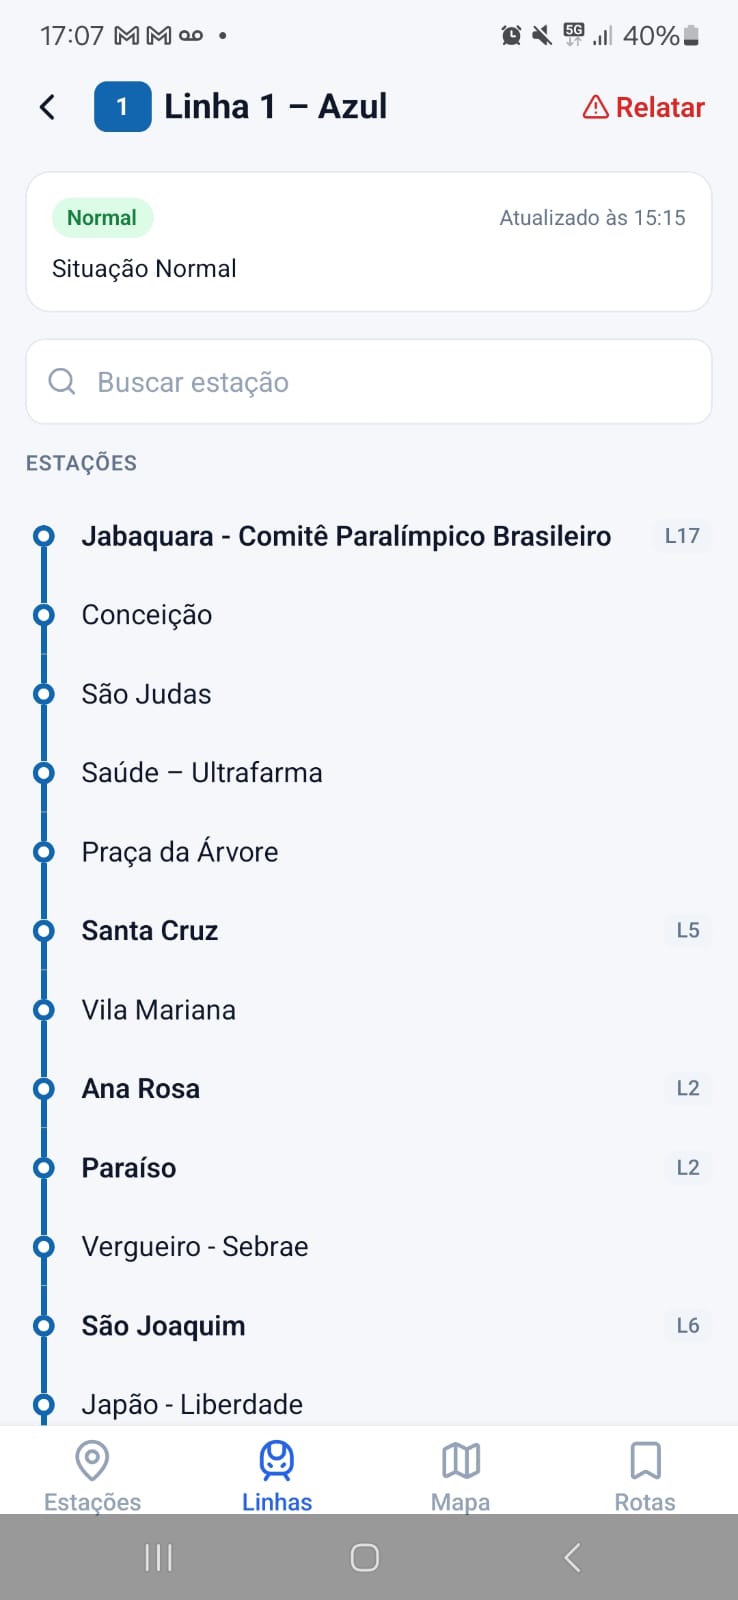 17:07
5G
40%
1 Linha 1 – Azul
Relatar
Normal
Atualizado às 15:15
Situação Normal
Buscar estação
ESTAÇÕES
Jabaquara - Comitê Paralímpico Brasileiro L17
Conceição
São Judas
Saúde – Ultrafarma
Praça da Árvore
Santa Cruz L5
Vila Mariana
Ana Rosa L2
Paraíso L2
Vergueiro - Sebrae
São Joaquim L6
Japão - Liberdade
Estações Linhas Mapa Rotas